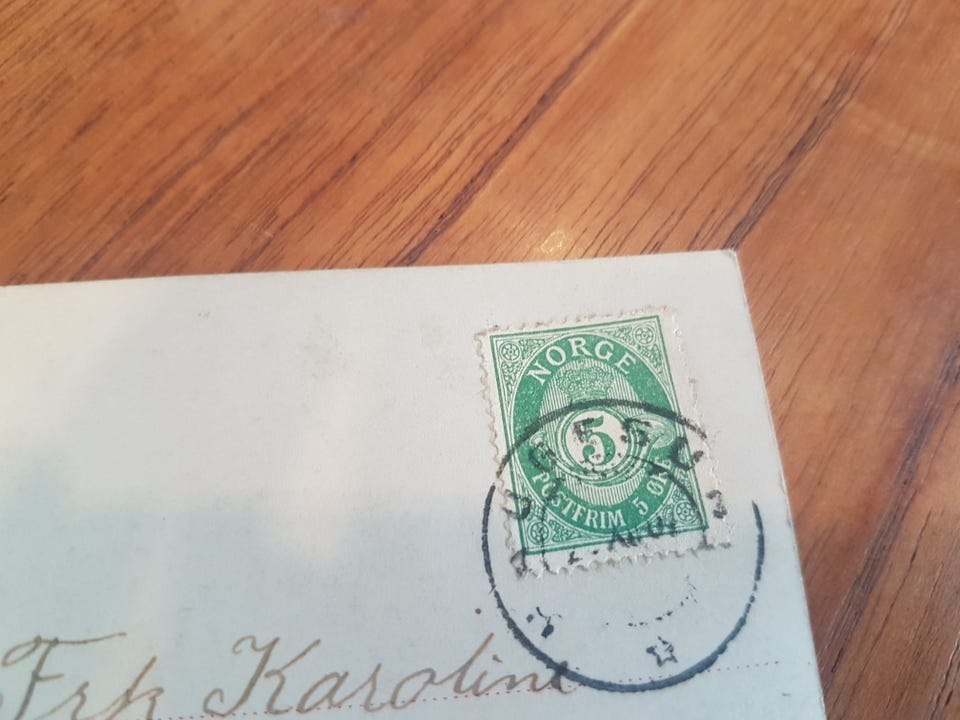 NORGE
5
POSTFRIM 5 ØRE
Frk Karoline